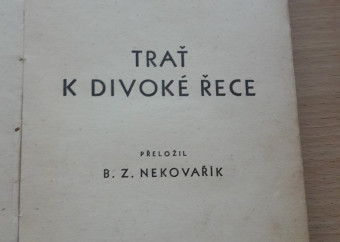 TRAŤ
K DIVOKÉ ŘECE
PŘELOŽIL
B. Z. NEKOVAŘÍK